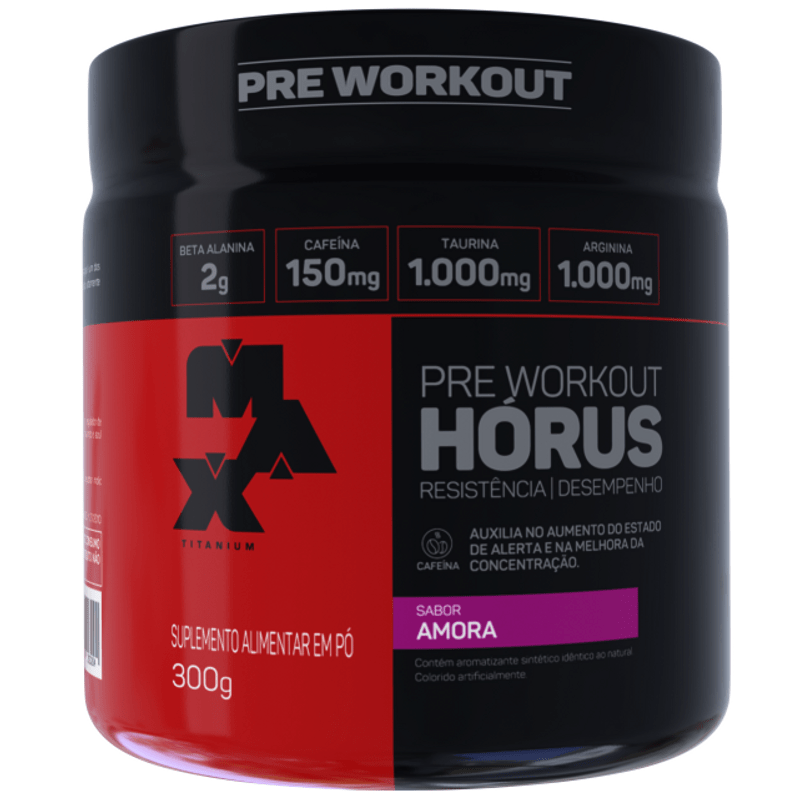 PRE WORKOUT
BETA ALANINA
2g
CAFEÍNA
150mg
TAURINA
1.000mg
ARGININA
1.000mg
MAX
TITANIUM
SUPLEMENTO ALIMENTAR EM PÓ
300g
PRE WORKOUT
HÓRUS
RESISTÊNCIA | DESEMPENHO
CAFEÍNA
AUXILIA NO AUMENTO DO ESTADO
DE ALERTA E NA MELHORA DA
CONCENTRAÇÃO.
SABOR
AMORA
Contém aromatizante sintético idêntico ao natural
Colorido artificialmente